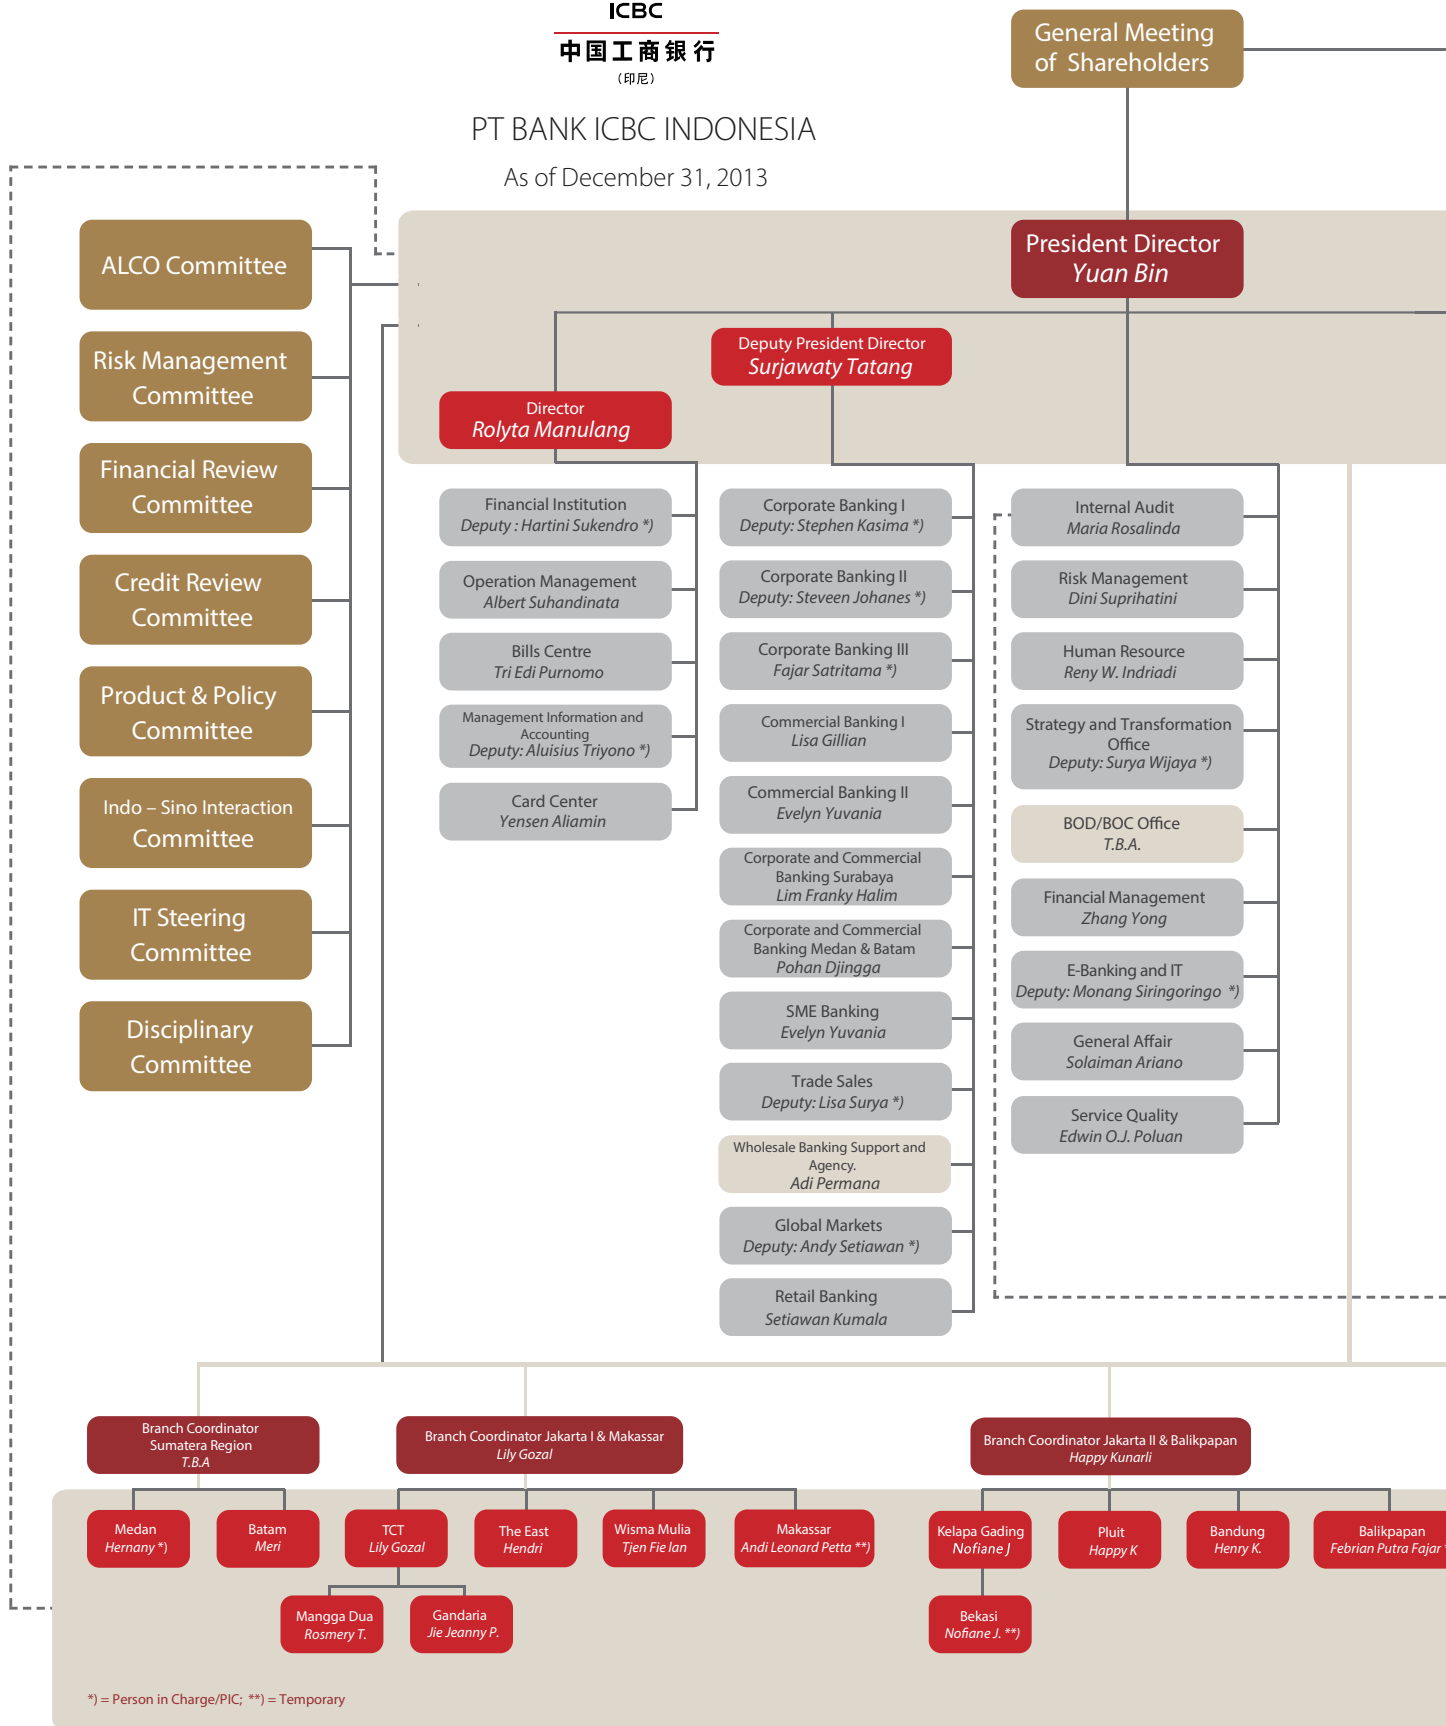 ICBC
中国工商银行
(印尼)
PT BANK ICBC INDONESIA
As of December 31, 2013
General Meeting
of Shareholders
President Director
Yuan Bin
Deputy President Director
Surjawaty Tatang
Director
Rolyta Manulang
ALCO Committee
Risk Management
Committee
Financial Review
Committee
Credit Review
Committee
Product & Policy
Committee
Indo – Sino Interaction
Committee
IT Steering
Committee
Disciplinary
Committee
Financial Institution
Deputy : Hartini Sukendro *)
Operation Management
Albert Suhandinata
Bills Centre
Tri Edi Purnomo
Management Information and
Accounting
Deputy: Aluisius Triyono *)
Card Center
Yensen Aliamin
Corporate Banking I
Deputy: Stephen Kasima *)
Corporate Banking II
Deputy: Steveen Johanes *)
Corporate Banking III
Fajar Satritama *)
Commercial Banking I
Lisa Gillian
Commercial Banking II
Evelyn Yuvania
Corporate and Commercial
Banking Surabaya
Lim Franky Halim
Corporate and Commercial
Banking Medan & Batam
Pohan Djingga
SME Banking
Evelyn Yuvania
Trade Sales
Deputy: Lisa Surya *)
Wholesale Banking Support and
Agency.
Adi Permana
Global Markets
Deputy: Andy Setiawan *)
Retail Banking
Setiawan Kumala
Internal Audit
Maria Rosalinda
Risk Management
Dini Suprihatini
Human Resource
Reny W. Indriadi
Strategy and Transformation
Office
Deputy: Surya Wijaya *)
BOD/BOC Office
T.B.A.
Financial Management
Zhang Yong
E-Banking and IT
Deputy: Monang Siringoringo *)
General Affair
Solaiman Ariano
Service Quality
Edwin O.J. Poluan
Branch Coordinator
Sumatera Region
T.B.A
Branch Coordinator Jakarta I & Makassar
Lily Gozal
Branch Coordinator Jakarta II & Balikpapan
Happy Kunarli
Medan
Hernany *)
Batam
Meri
TCT
Lily Gozal
The East
Hendri
Wisma Mulia
Tjen Fie lan
Makassar
Andi Leonard Petta **)
Kelapa Gading
Nofiane J
Pluit
Happy K
Bandung
Henry K.
Balikpapan
Febrian Putra Fajar
Mangga Dua
Rosmery T.
Gandaria
Jie Jeanny P.
Bekasi
Nofiane J. **)
*) = Person in Charge/PIC; **) = Temporary